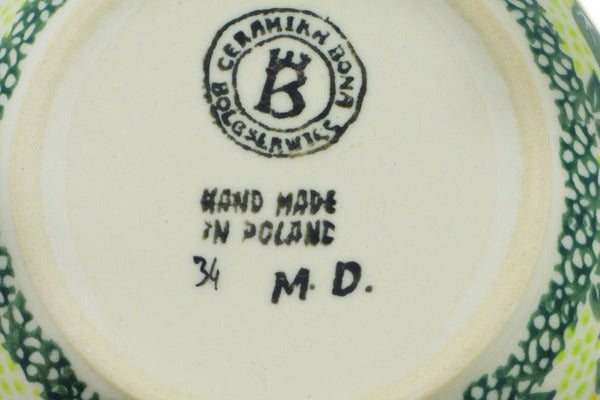 CERAMIKA BONA
B
BOLESŁAWIEC
HAND MADE
IN POLAND
34 M.D.